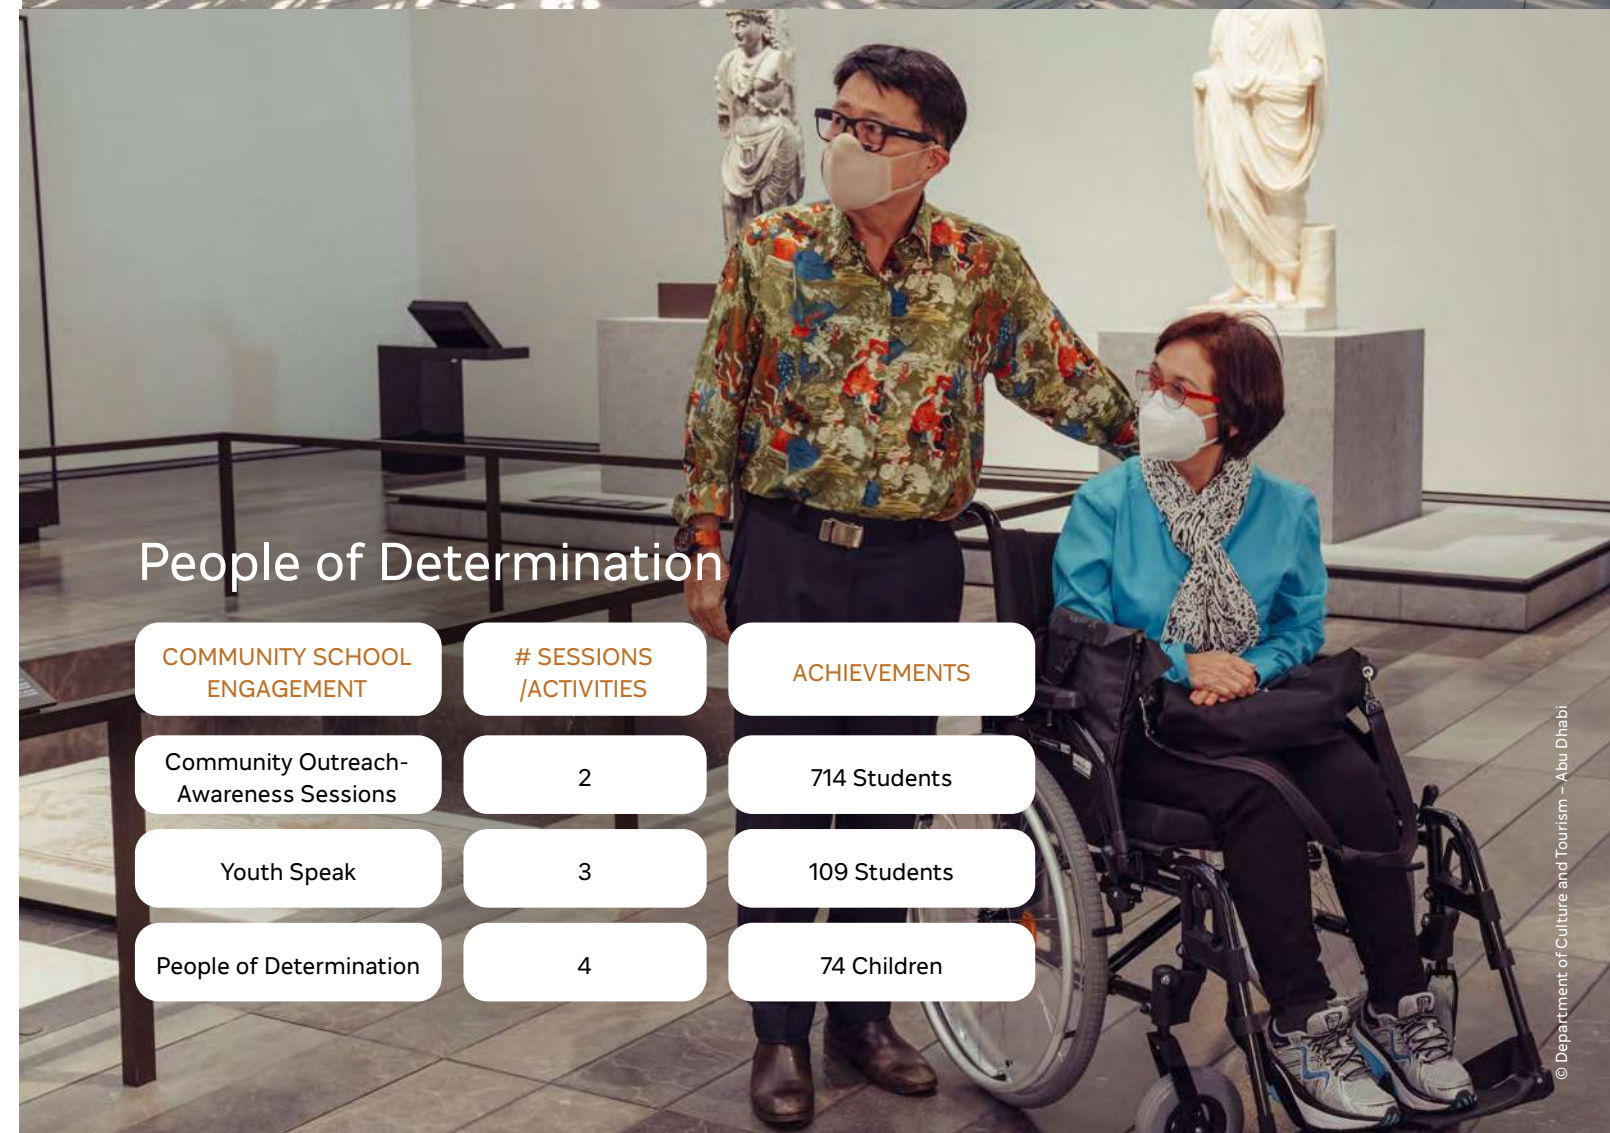 People of Determination
COMMUNITY SCHOOL
ENGAGEMENT
# SESSIONS
/ACTIVITIES
ACHIEVEMENTS
Community Outreach-
Awareness Sessions
2
714 Students
Youth Speak
3
109 Students
People of Determination
4
74 Children
© Department of Culture and Tourism – Abu Dhabi